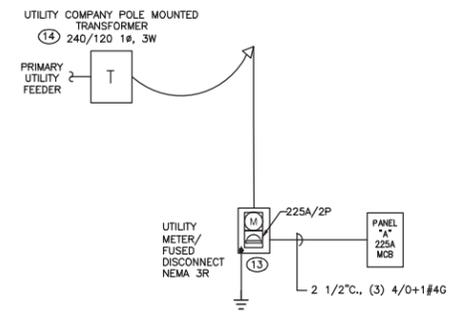 UTILITY COMPANY POLE MOUNTED
TRANSFORMER
14 240/120 1ø, 3W
PRIMARY
UTILITY
FEEDER
T
M
225A/2P
UTILITY
METER/
FUSED
DISCONNECT
NEMA 3R
13
PANEL
"A"
225A
MCB
2 1/2"C., (3) 4/0+1#4G